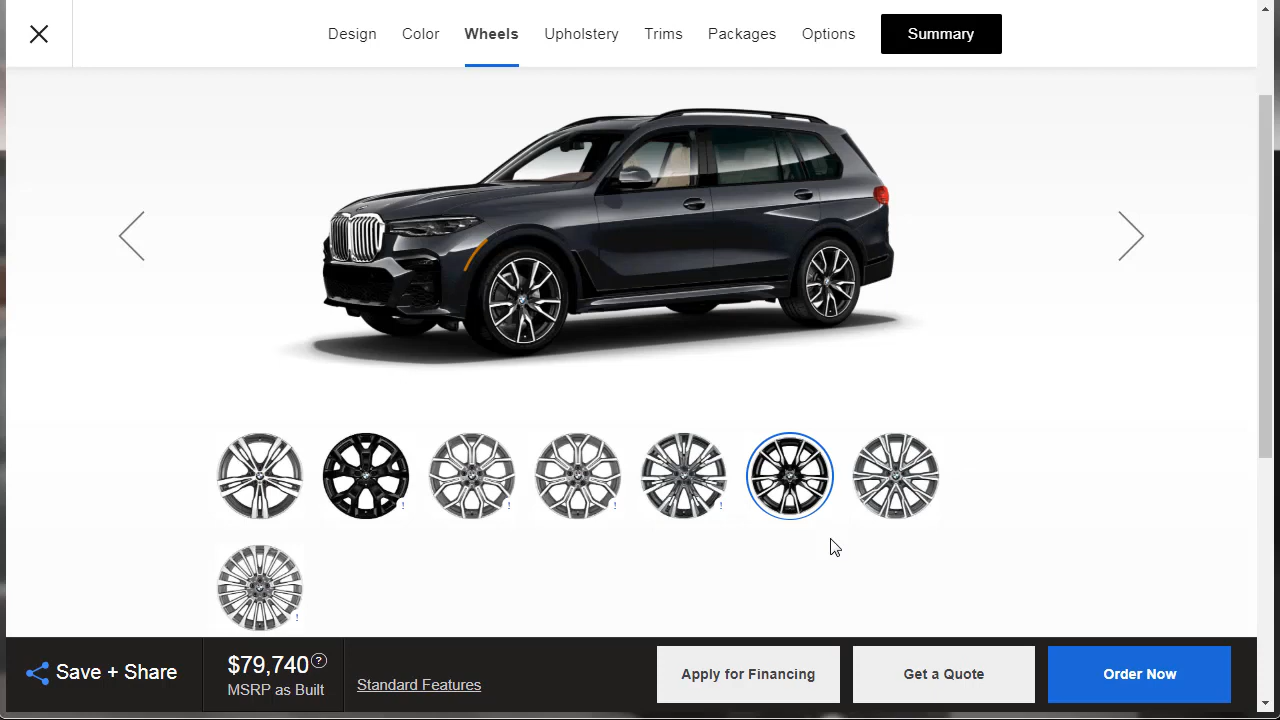 Design Color Wheels Upholstery Trims Packages Options Summary
!
!
!
!
!
Save + Share
$79,740 ?
MSRP as Built
Standard Features
Apply for Financing
Get a Quote
Order Now